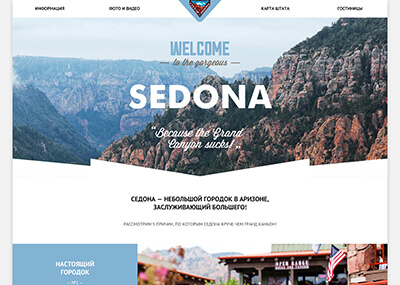 ИНФОРМАЦИЯ
ФОТО И ВИДЕО
КАРТА ШТАТА
ГОСТИНИЦЫ
WELCOME
to the gorgeous
SEDONA
“Because the Grand
Canyon sucks!„
СЕДОНА — НЕБОЛЬШОЙ ГОРОДОК В АРИЗОНЕ,
ЗАСЛУЖИВАЮЩИЙ БОЛЬШЕГО!
РАССМОТРИМ 5 ПРИЧИН, ПО КОТОРЫМ СЕДОНА КРУЧЕ ЧЕМ ГРАНД КАНЬОН!
НАСТОЯЩИЙ
ГОРОДОК
— №1 —
OPEN RANGE